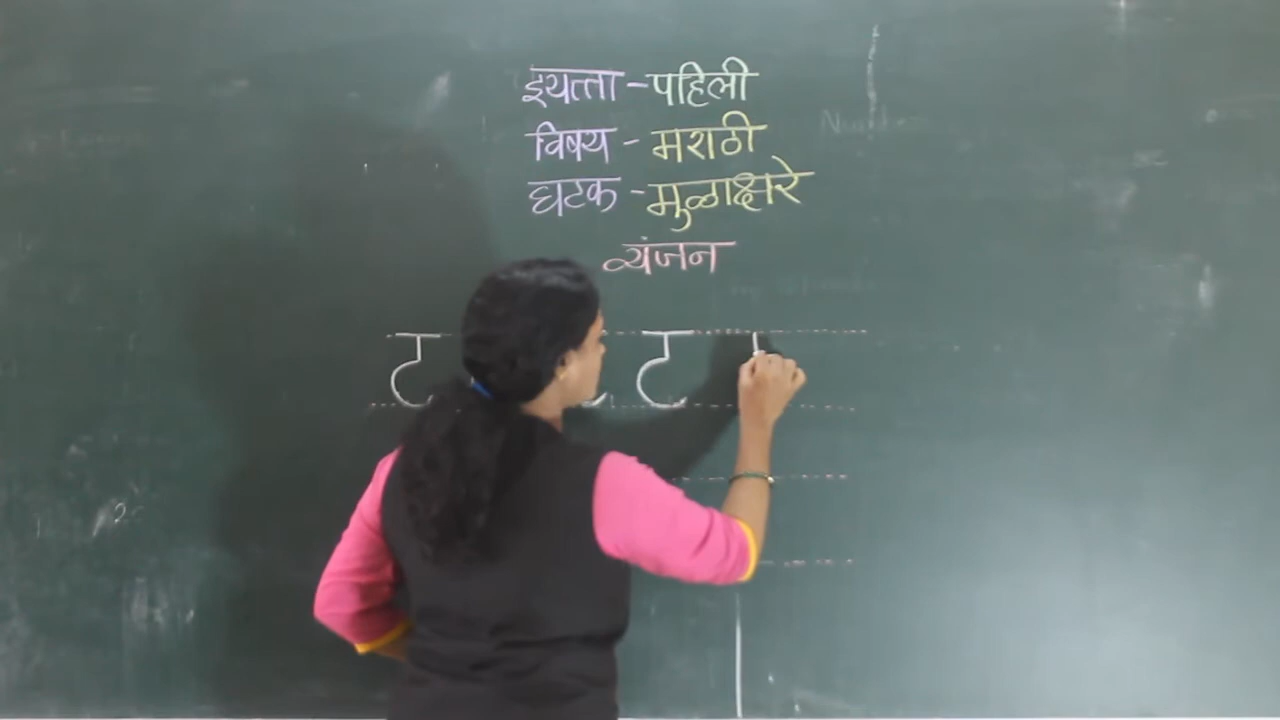 इयत्ता - पहिली
विषय - मराठी
घटक - मुळाक्षरे
व्यंजन
ट ट